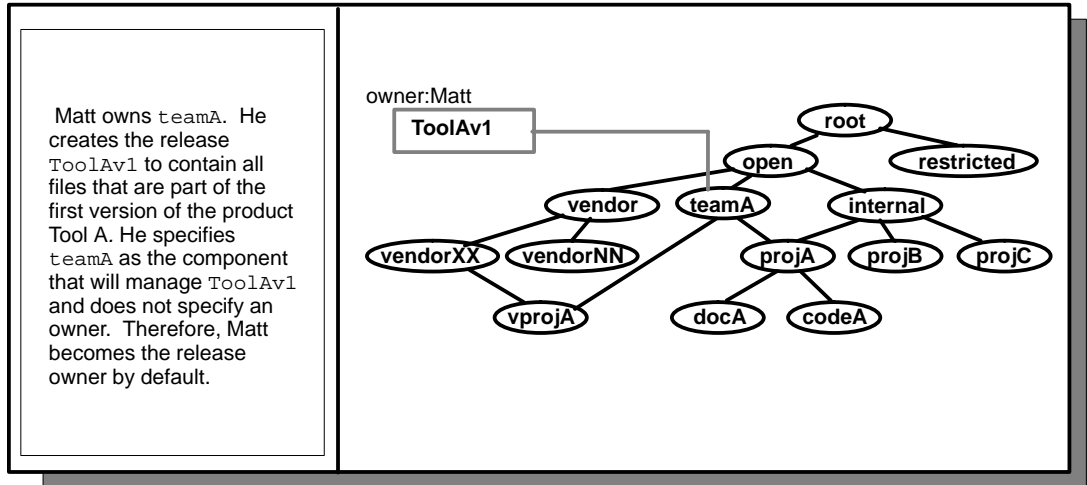 Matt owns teamA. He
creates the release
ToolAv1 to contain all
files that are part of the
first version of the product
Tool A. He specifies
teamA as the component
that will manage ToolAv1
and does not specify an
owner. Therefore, Matt
becomes the release
owner by default.
owner:Matt
ToolAv1
root
open
restricted
vendor
teamA
internal
vendorXX
vendorNN
projA
projB
projC
vprojA
docA
codeA